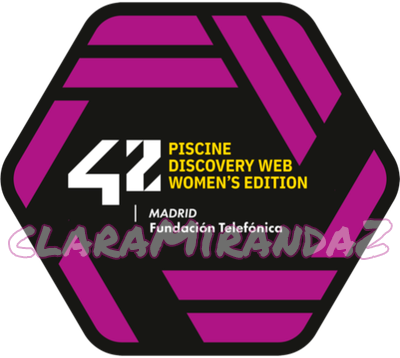 42
PISCINE
DISCOVERY WEB
WOMEN'S EDITION
MADRID
Fundación Telefónica
CLARAMIRANDAZ